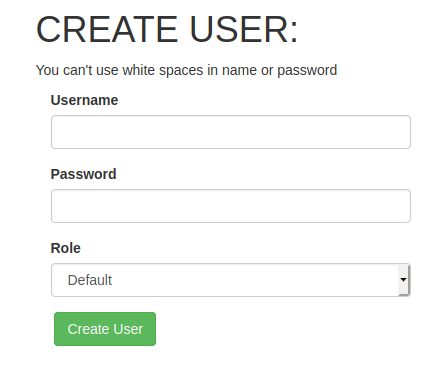 CREATE USER:
You can't use white spaces in name or password
Username
Password
Role
Default
Create User